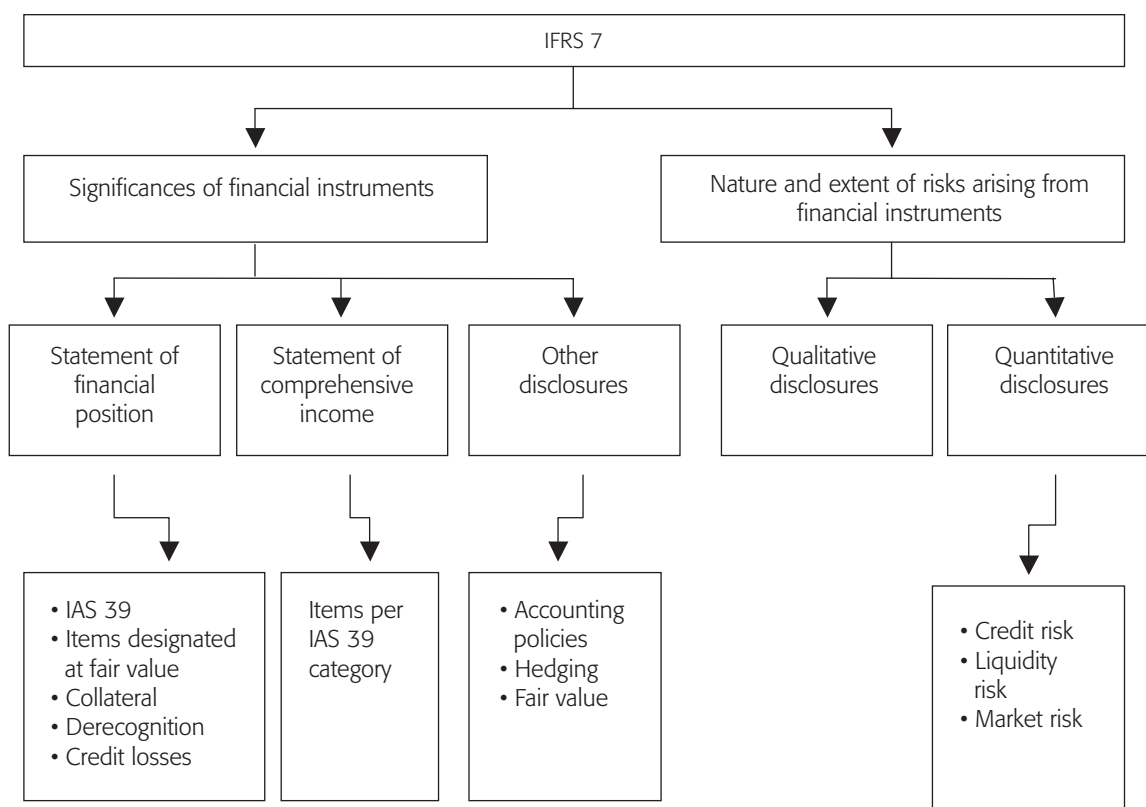 IFRS 7
Significances of financial instruments
Nature and extent of risks arising from
financial instruments
Statement of
financial
position
Statement of
comprehensive
income
Other
disclosures
Qualitative
disclosures
Quantitative
disclosures
• IAS 39
• Items designated
at fair value
• Collateral
• Derecognition
• Credit losses
Items per
IAS 39
category
• Accounting
policies
• Hedging
• Fair value
• Credit risk
• Liquidity
risk
• Market risk